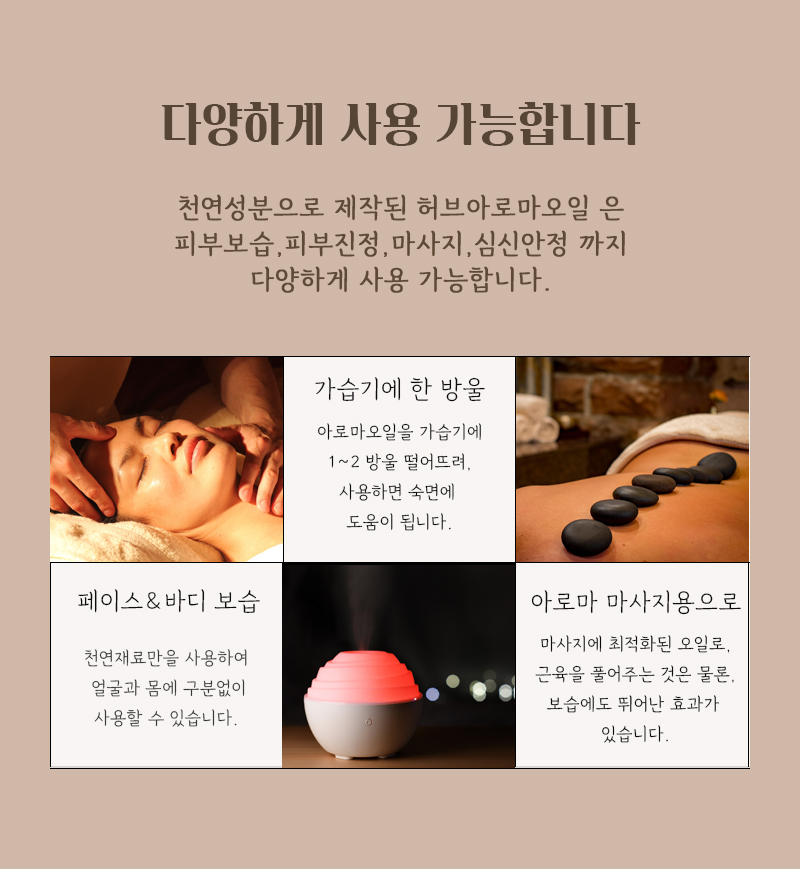 다양하게 사용 가능합니다
천연성분으로 제작된 허브아로마오일 은
피부보습,피부진정,마사지,심신안정 까지
다양하게 사용 가능합니다.
가습기에 한 방울
아로마오일을 가습기에
1~2 방울 떨어뜨려,
사용하면 숙면에
도움이 됩니다.
페이스&바디 보습
천연재료만을 사용하여
얼굴과 몸에 구분없이
사용할 수 있습니다.
아로마 마사지용으로
마사지에 최적화된 오일로,
근육을 풀어주는 것은 물론,
보습에도 뛰어난 효과가
있습니다.